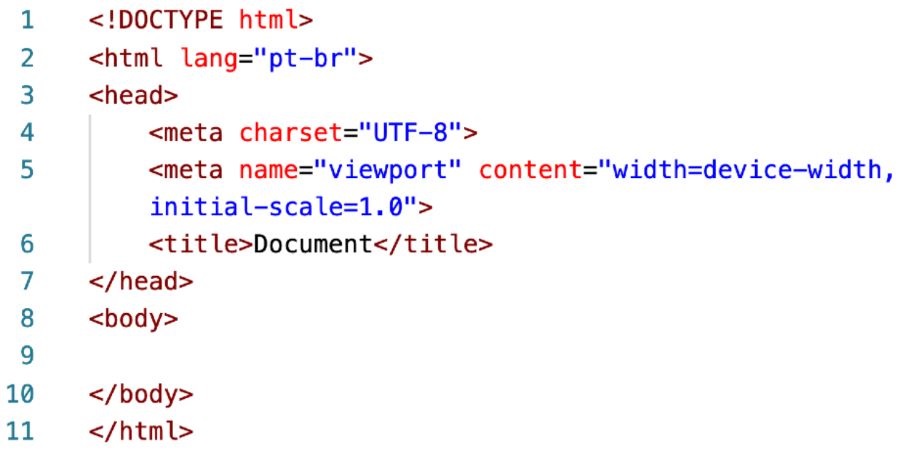 1 <!DOCTYPE html>
2 <html lang="pt-br">
3 <head>
4 <meta charset="UTF-8">
5 <meta name="viewport" content="width=device-width,
initial-scale=1.0">
6 <title>Document</title>
7 </head>
8 <body>
9
10 </body>
11 </html>